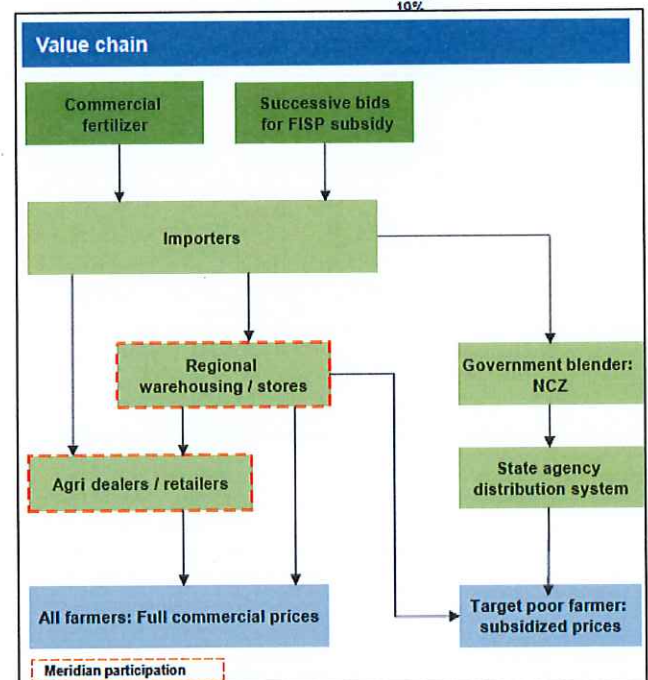 10%
Value chain
Commercial
fertilizer
Successive bids
for FISP subsidy
Importers
Regional
warehousing / stores
Government blender:
NCZ
Agri dealers / retailers
State agency
distribution system
All farmers: Full commercial prices
Target poor farmer:
subsidized prices
Meridian participation